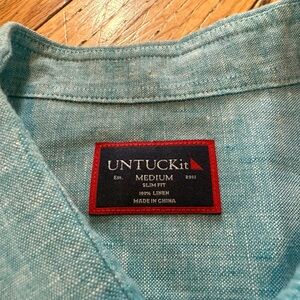 UNTUCKit
EST. MEDIUM 2011
SLIM FIT
100% LINEN
MADE IN CHINA